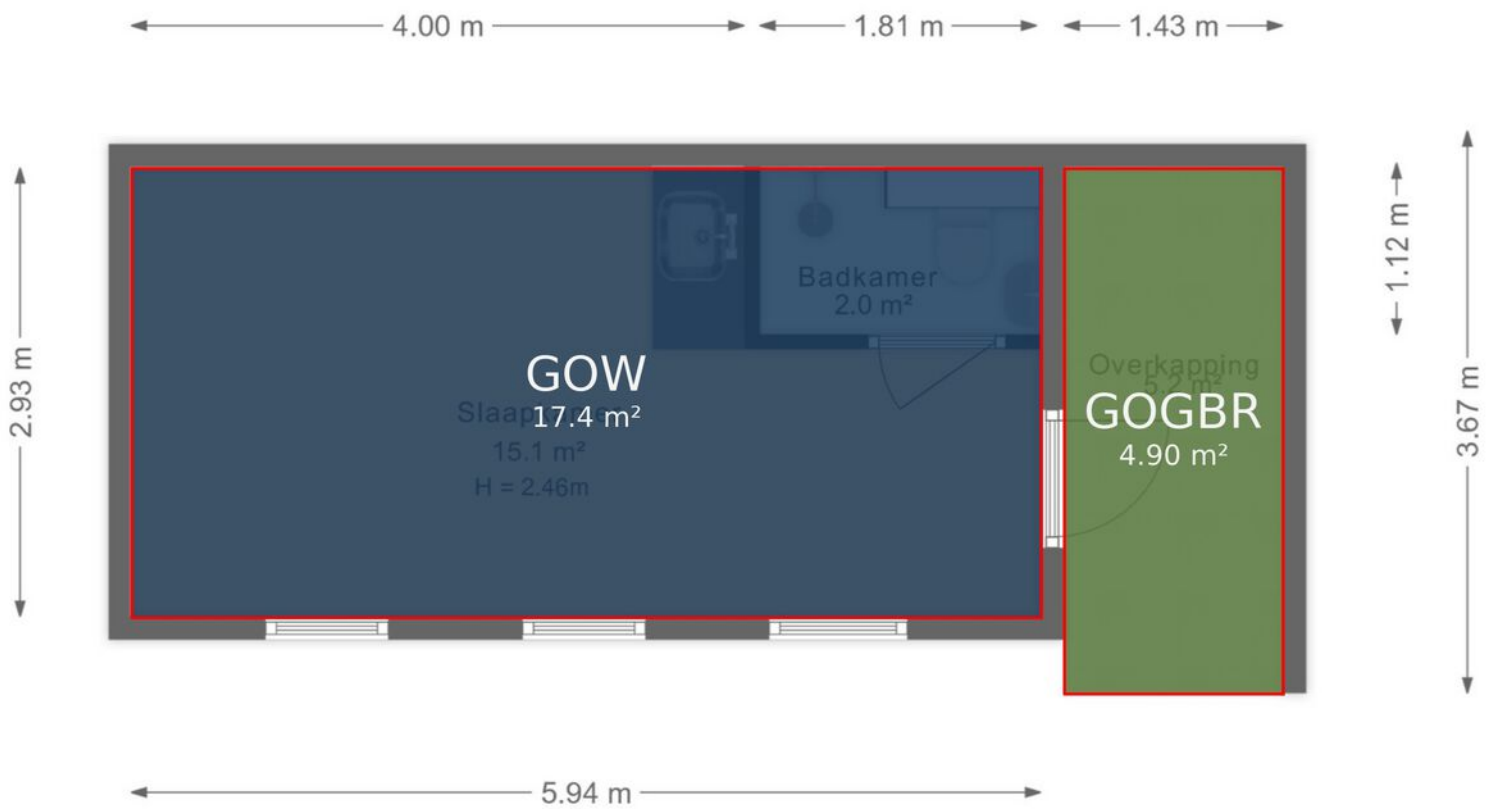 4.00 m
1.81 m
1.43 m
2.93 m
1.12 m
3.67 m
Badkamer
2.0 m²
GOW
17.4 m²
Slaapkamer
15.1 m²
H = 2.46m
Overkapping
5.2 m²
GOGBR
4.90 m²
5.94 m